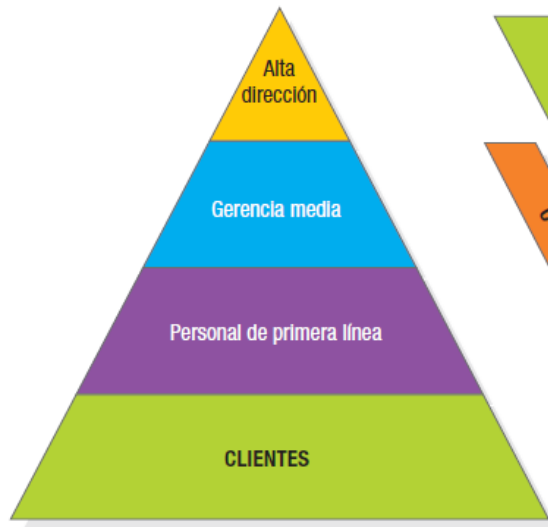 Alta
dirección
Gerencia media
Personal de primera línea
CLIENTES